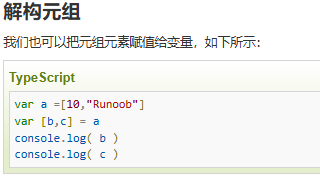 解构元组
我们也可以把元组元素赋值给变量，如下所示：
TypeScript
var a =[10,"Runoob"]
var [b,c] = a
console.log( b )
console.log( c )